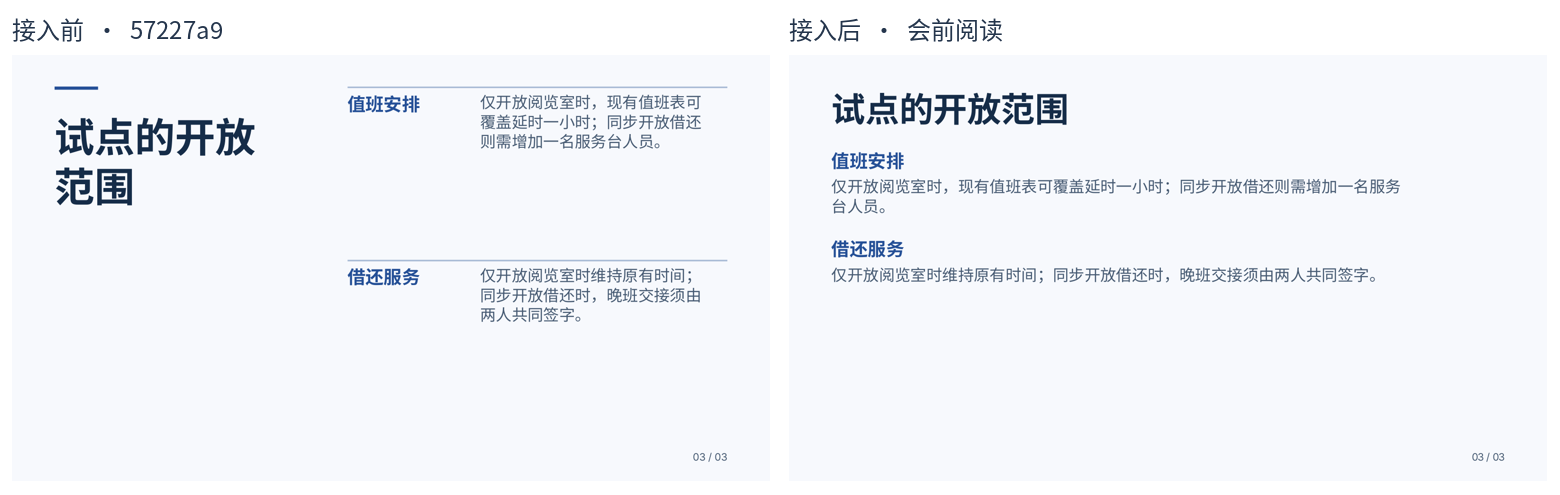 接入前 · 57227a9
试点的开放
范围
值班安排
仅开放阅览室时，现有值班表可
覆盖延时一小时；同步开放借还
则需增加一名服务台人员。
借还服务
仅开放阅览室时维持原有时间；
同步开放借还时，晚班交接须由
两人共同签字。
03 / 03
接入后 · 会前阅读
试点的开放范围
值班安排
仅开放阅览室时，现有值班表可覆盖延时一小时；同步开放借还则需增加一名服务
台人员。
借还服务
仅开放阅览室时维持原有时间；同步开放借还时，晚班交接须由两人共同签字。
03 / 03